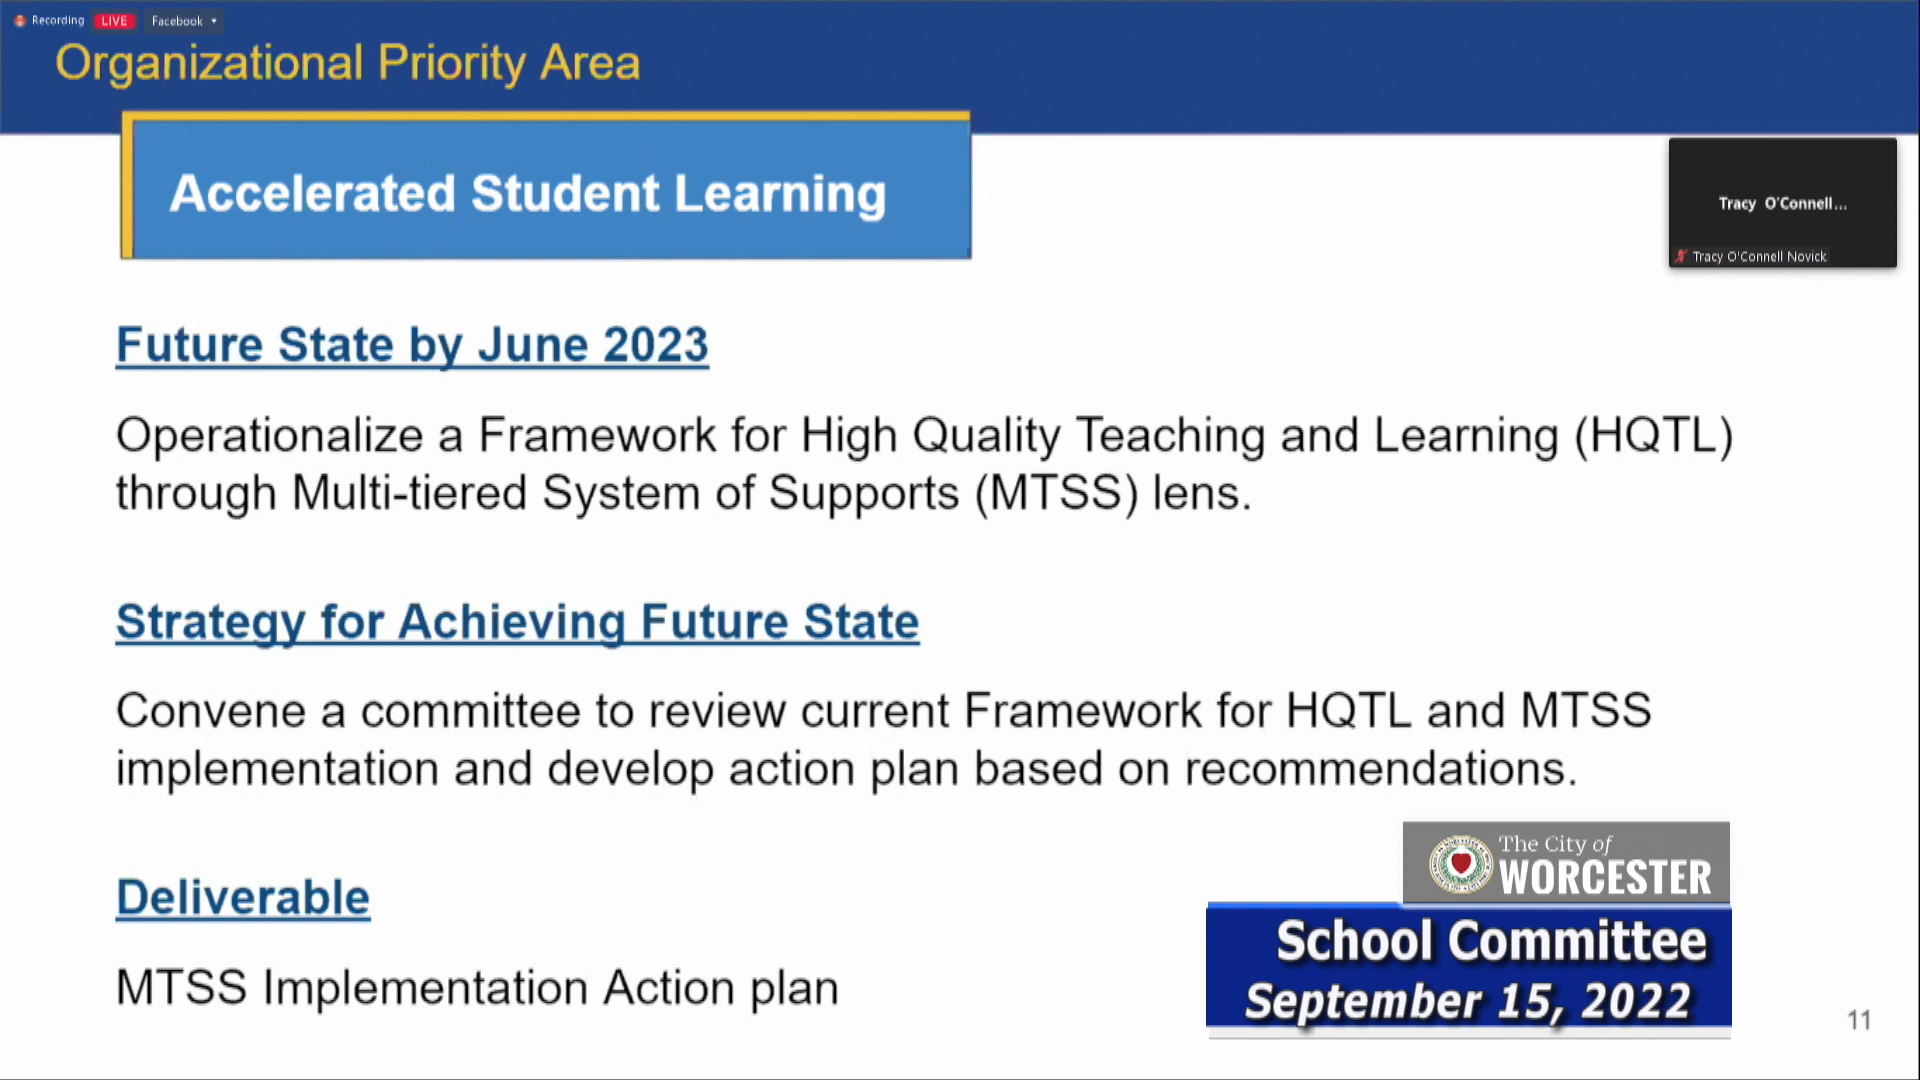 Recording LIVE Facebook
Organizational Priority Area
Accelerated Student Learning
Tracy O'Connell...
Tracy O'Connell Novick
Future State by June 2023
Operationalize a Framework for High Quality Teaching and Learning (HQTL)
through Multi-tiered System of Supports (MTSS) lens.
Strategy for Achieving Future State
Convene a committee to review current Framework for HQTL and MTSS
implementation and develop action plan based on recommendations.
Deliverable
MTSS Implementation Action plan
The City of
WORCESTER
School Committee
September 15, 2022
11